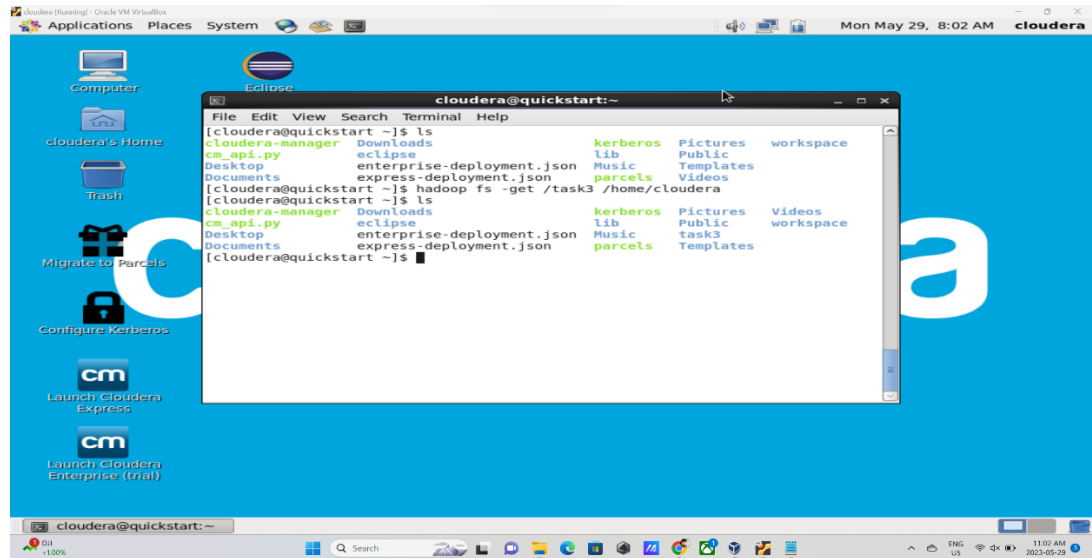 cloudera [Running] - Oracle VM VirtualBox
Applications Places System Mon May 29, 8:02 AM cloudera
Computer
Eclipse
cloudera's Home
Trash
Migrate to Parcels
Configure Kerberos
cm
Launch Cloudera
Express
cm
Launch Cloudera
Enterprise (trial)
cloudera@quickstart:~
File Edit View Search Terminal Help
[cloudera@quickstart ~]$ ls
cloudera-manager Downloads kerberos Pictures workspace
cm_api.py eclipse lib Public
Desktop enterprise-deployment.json Music Templates
Documents express-deployment.json parcels Videos
[cloudera@quickstart ~]$ hadoop fs -get /task3 /home/cloudera
[cloudera@quickstart ~]$ ls
cloudera-manager Downloads kerberos Pictures Videos
cm_api.py eclipse lib Public workspace
Desktop enterprise-deployment.json Music task3
Documents express-deployment.json parcels Templates
[cloudera@quickstart ~]$
cloudera@quickstart:~
DJI
+1.00%
Search
ENG
US
11:02 AM
2023-05-29